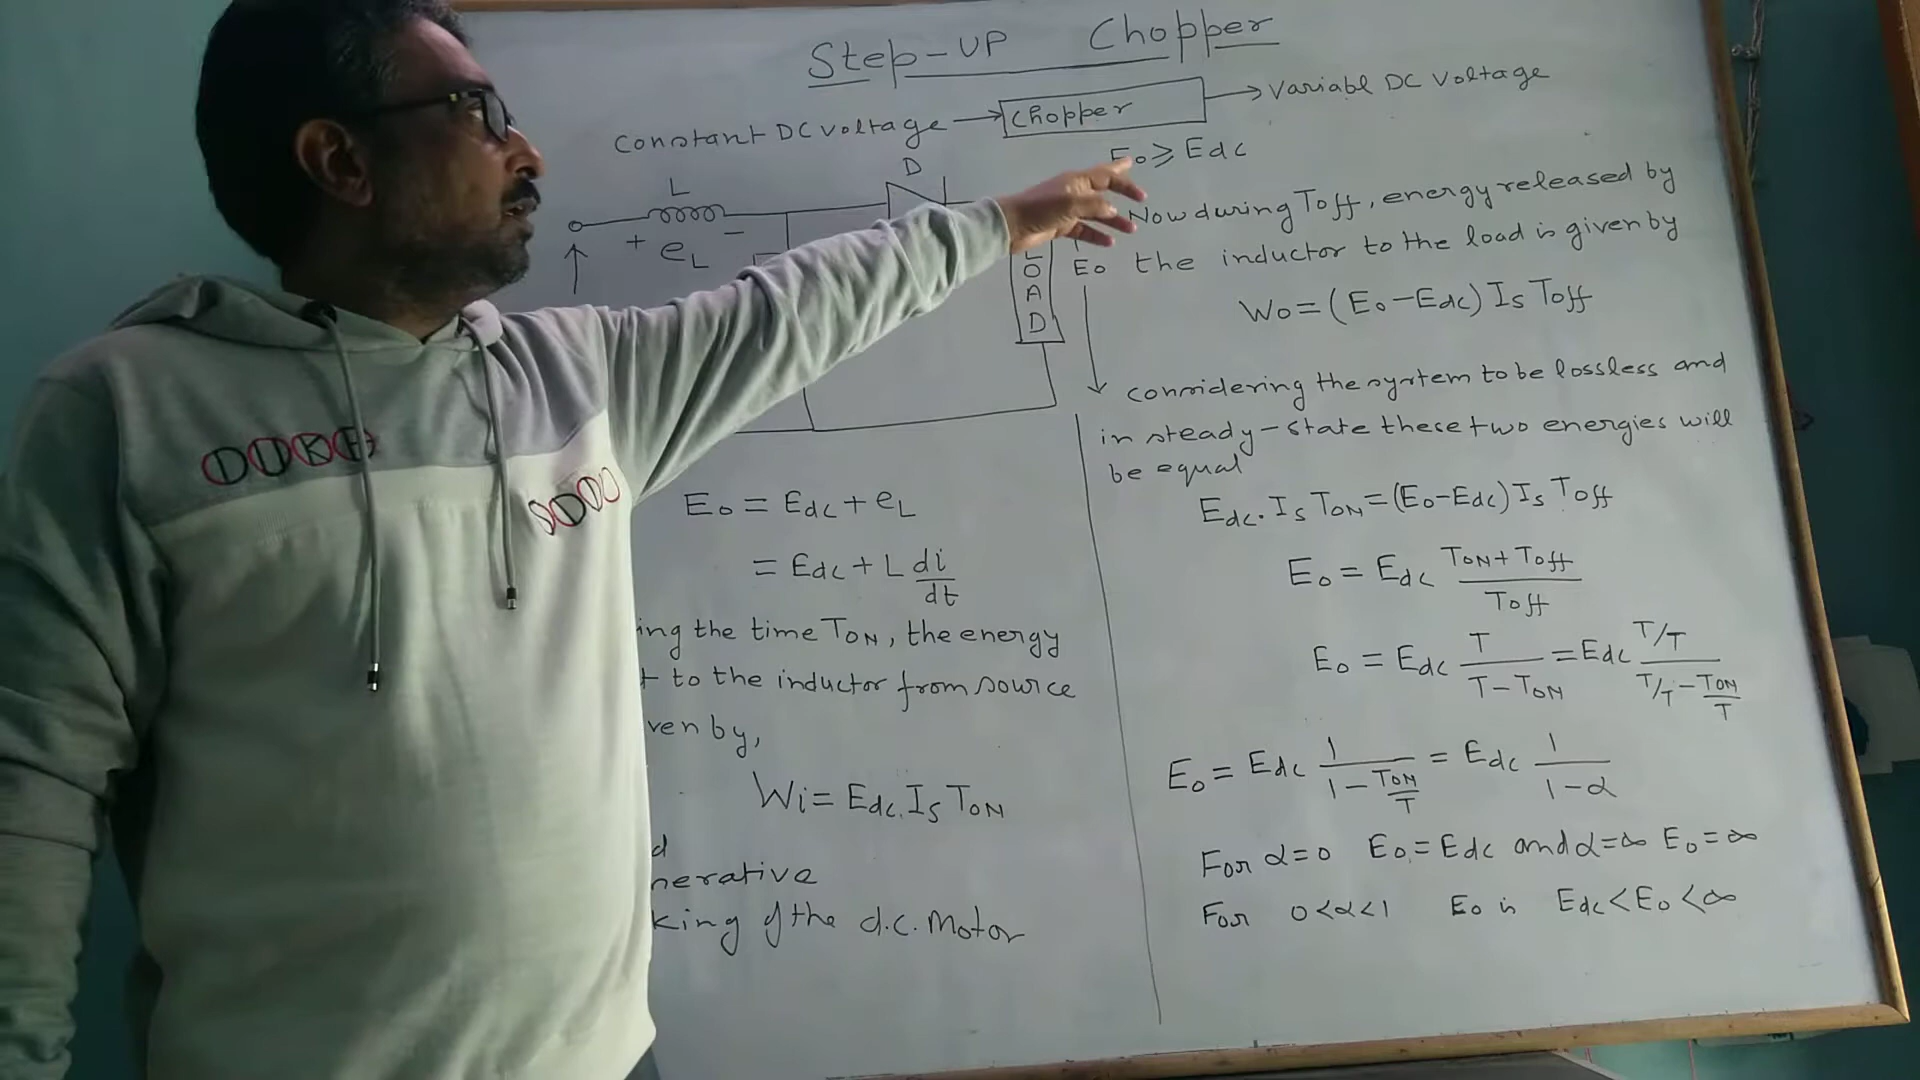 Step-UP Chopper
Constant DC Voltage → Chopper → Variabl DC Voltage
Eo ≥ Edc
D
L
+ eL -
LOAD
Eo
Now during Toff, energy released by
the inductor to the load is given by
Wo = (Eo - Edc) Is Toff
Considering the system to be lossless and
in steady-state these two energies will
be equal
Edc. Is TON = (Eo-Edc) Is Toff
Eo = Edc (TON + Toff)/Toff
Eo = Edc T/(T - TON) = Edc (T/T)/(T/T - TON/T)
Eo = Edc 1/(1 - TON/T) = Edc 1/(1-α)
For α=0 Eo = Edc and α=∞ Eo=∞
For 0<α<1 Eo is Edc<Eo<∞
Eo = Edc + eL
= Edc + L di/dt
ing the time TON, the energy
to the inductor from source
ven by,
Wi = Edc. Is TON
d
nerative
king of the d.c. Motor
DUKE